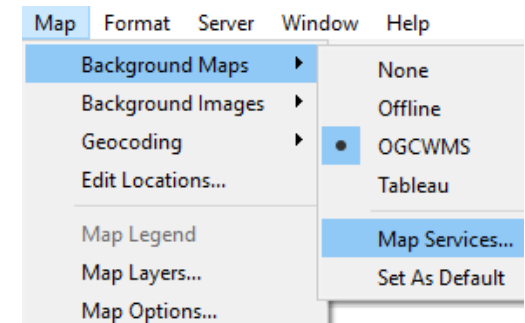 Map Format Server Window Help
Background Maps
Background Images
Geocoding
Edit Locations...
Map Legend
Map Layers...
Map Options...
None
Offline
OGCWMS
Tableau
Map Services...
Set As Default